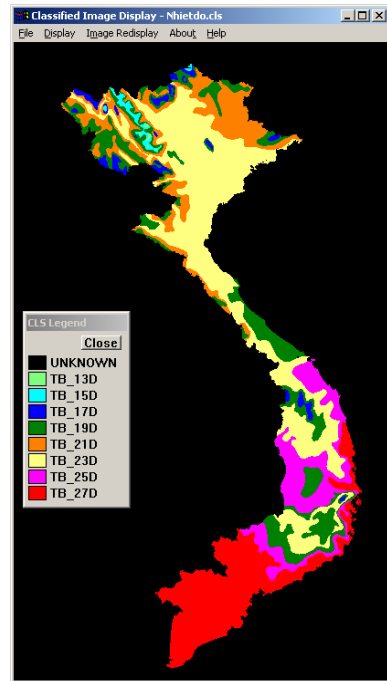 Classified Image Display - Nhietdo.cls
File Display Image Redisplay About Help
CLS Legend
Close
UNKNOWN
TB_13D
TB_15D
TB_17D
TB_19D
TB_21D
TB_23D
TB_25D
TB_27D